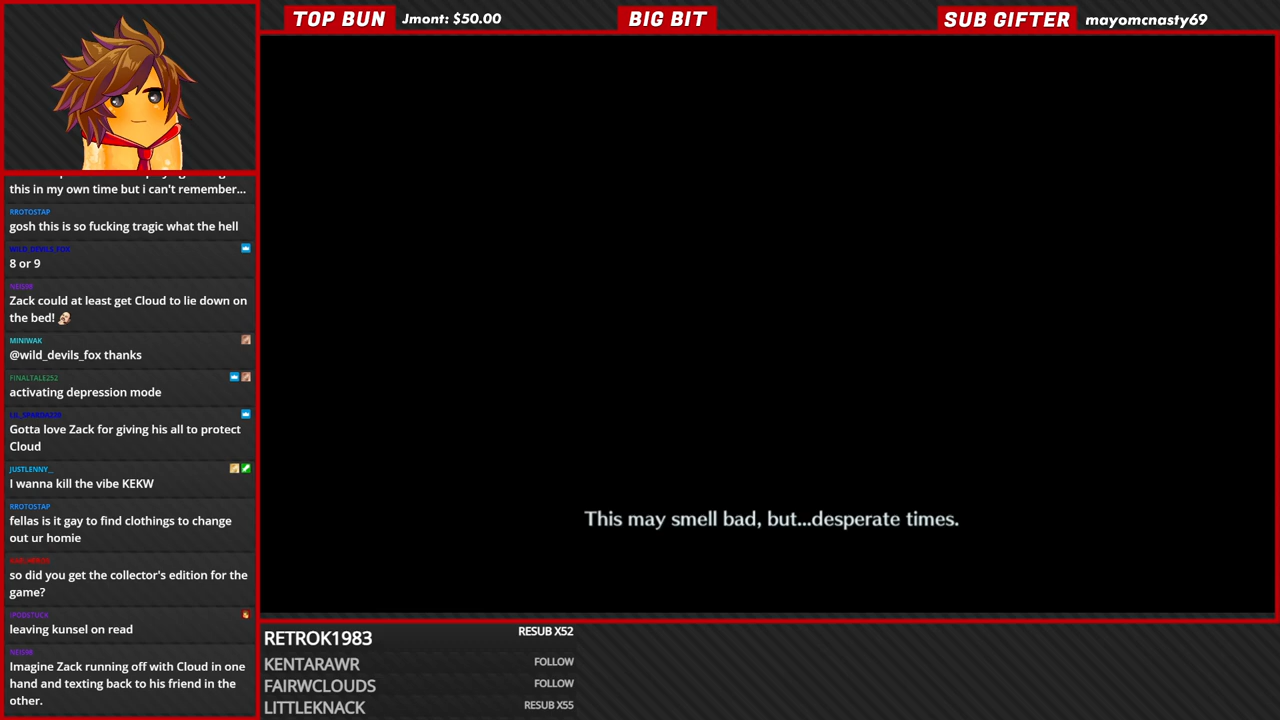 TOP BUN
Jmont: $50.00
BIG BIT
SUB GIFTER
mayomcnasty69
this in my own time but i can't remember...
RROTOSTAP
gosh this is so fucking tragic what the hell
WILD_DEVILS_FOX
8 or 9
NEIS98
Zack could at least get Cloud to lie down on
the bed!
MINIWAK
@wild_devils_fox thanks
FINALTALE252
activating depression mode
Gotta love Zack for giving his all to protect
Cloud
JUSTLENNY_
I wanna kill the vibe KEKW
RROTOSTAP
fellas is it gay to find clothings to change
out ur homie
so did you get the collector's edition for the
game?
IPODSTUCK
leaving kunsel on read
NEIS98
Imagine Zack running off with Cloud in one
hand and texting back to his friend in the
other.
This may smell bad, but...desperate times.
RETROK1983
RESUB X52
KENTARAWR
FOLLOW
FAIRWCLOUDS
FOLLOW
LITTLEKNACK
RESUB X55